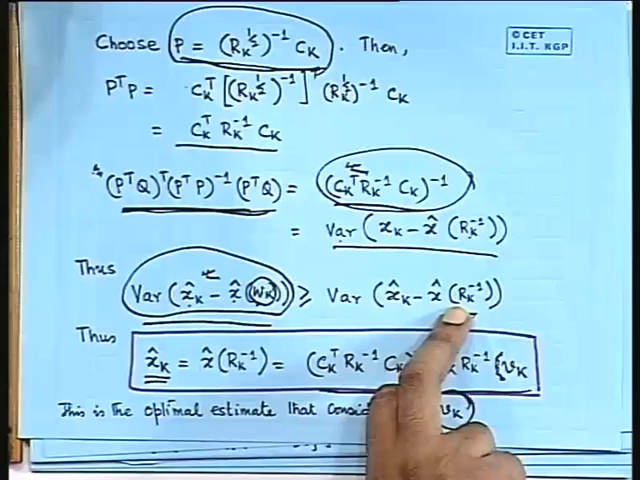 © CET
I.I.T. KGP
Choose P = (R_K^{1/2})^{-1} C_K . Then,
P^T P = C_K^T [(R_K^{1/2})^{-1}]^T (R_K^{1/2})^{-1} C_K
= C_K^T R_K^{-1} C_K
(P^T Q)^T (P^T P)^{-1} (P^T Q) = (C_K^T R_K^{-1} C_K)^{-1}
= Var (x_K - x̂ (R_K^{-1}))
Thus
Var (x̂_K - x̂ (W_K)) ≥ Var (x̂_K - x̂ (R_K^{-1}))
Thus
x̂_K = x̂ (R_K^{-1}) = (C_K^T R_K^{-1} C_K) R_K^{-1} {v_K
This is the optimal estimate that v_K)